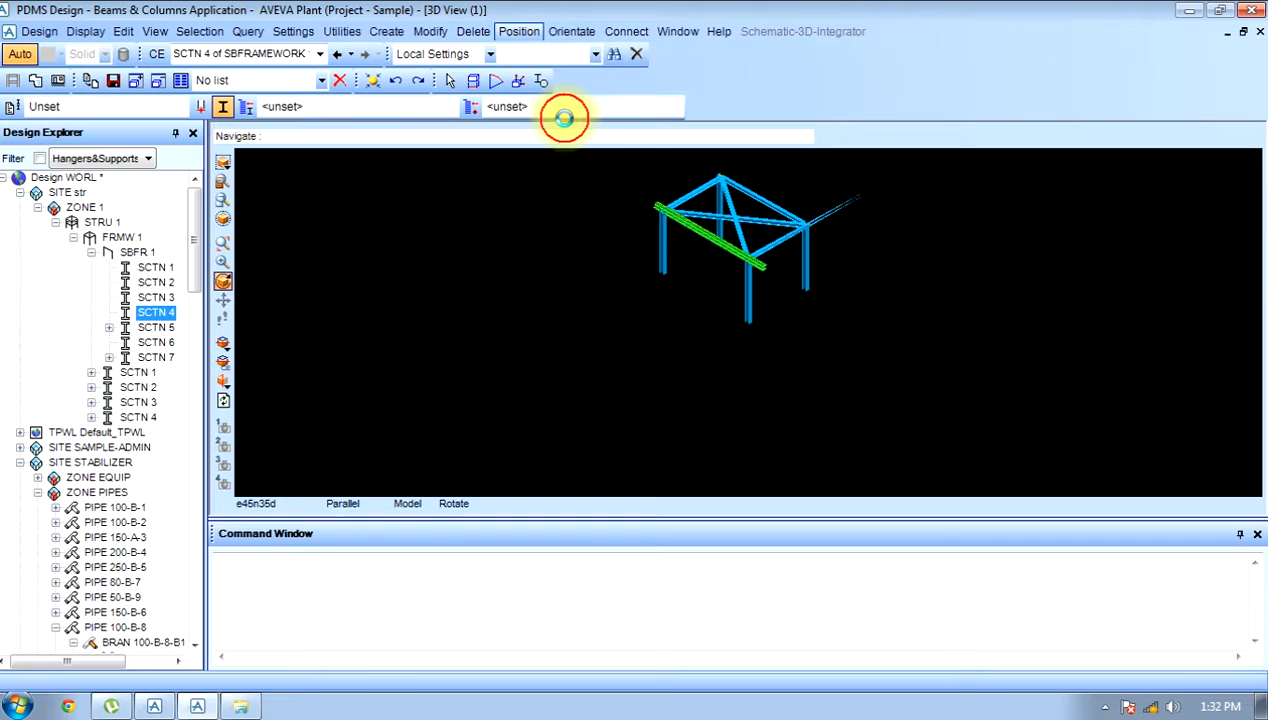 PDMS Design - Beams & Columns Application - AVEVA Plant (Project - Sample) - [3D View (1)]
Design Display Edit View Selection Query Settings Utilities Create Modify Delete Position Orientate Connect Window Help Schematic-3D-Integrator
Auto Solid CE SCTN 4 of SBFRAMEWORK Local Settings
No list
Unset <unset> <unset>
Design Explorer
Navigate :
Filter Hangers&Supports
Design WORL *
SITE str
ZONE 1
STRU 1
FRMW 1
SBFR 1
SCTN 1
SCTN 2
SCTN 3
SCTN 4
SCTN 5
SCTN 6
SCTN 7
SCTN 1
SCTN 2
SCTN 3
SCTN 4
TPWL Default_TPWL
SITE SAMPLE-ADMIN
SITE STABILIZER
ZONE EQUIP
ZONE PIPES
PIPE 100-B-1
PIPE 100-B-2
PIPE 150-A-3
PIPE 200-B-4
PIPE 250-B-5
PIPE 80-B-7
PIPE 50-B-9
PIPE 150-B-6
PIPE 100-B-8
BRAN 100-B-8-B1
1
2
3
4
e45n35d Parallel Model Rotate
Command Window
1:32 PM